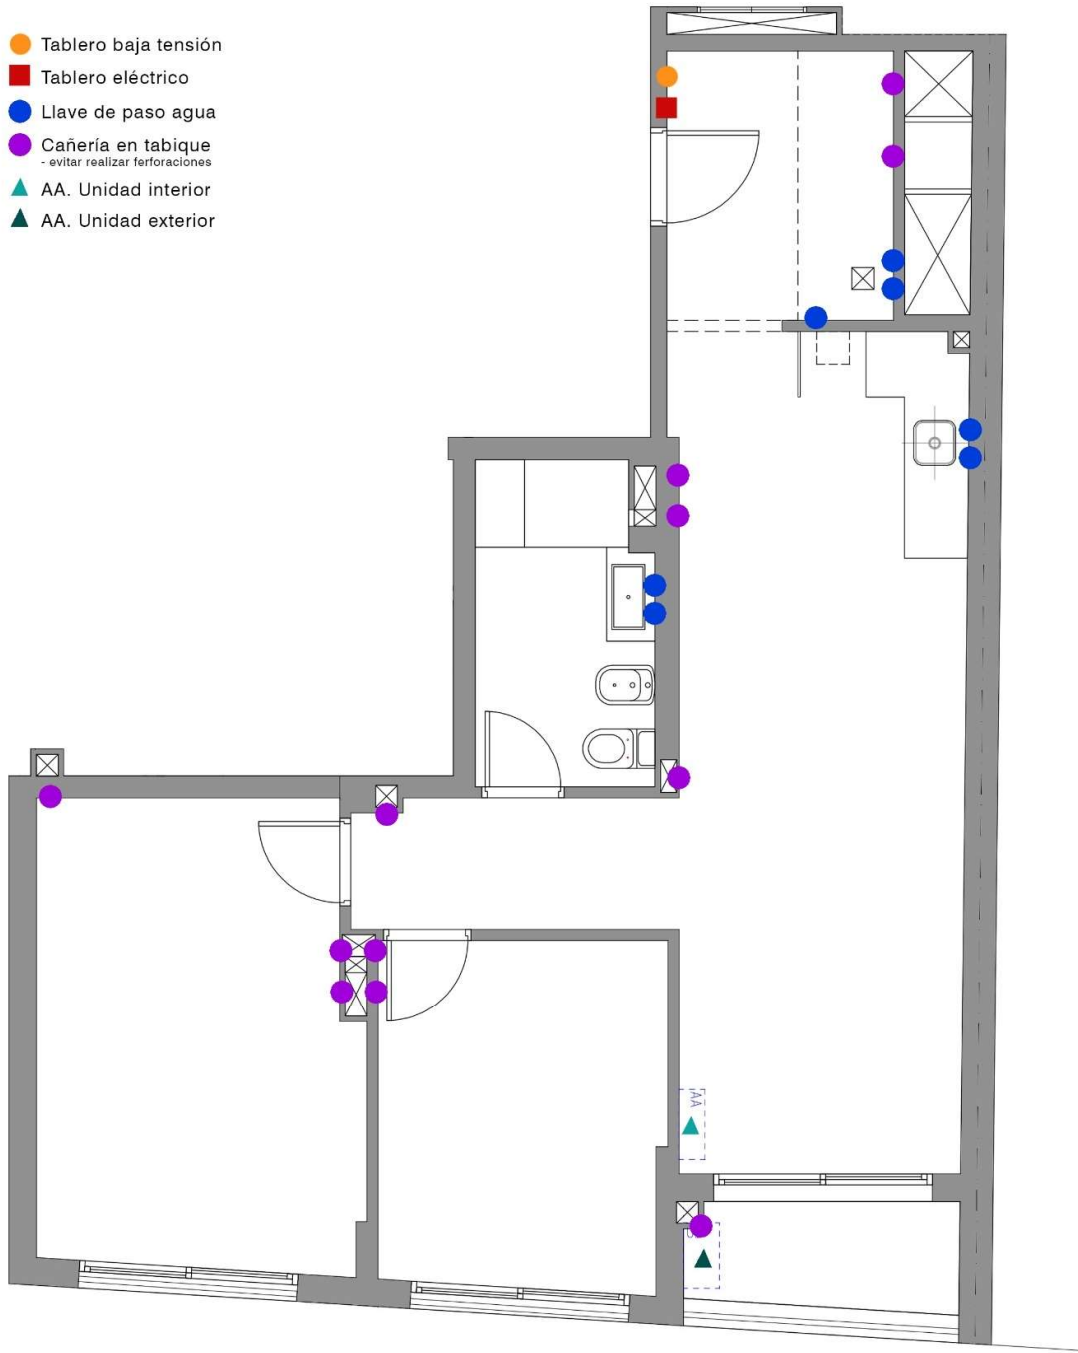 Tablero baja tensión
Tablero eléctrico
Llave de paso agua
Cañería en tabique
- evitar realizar ferforaciones
AA. Unidad interior
AA. Unidad exterior
AA